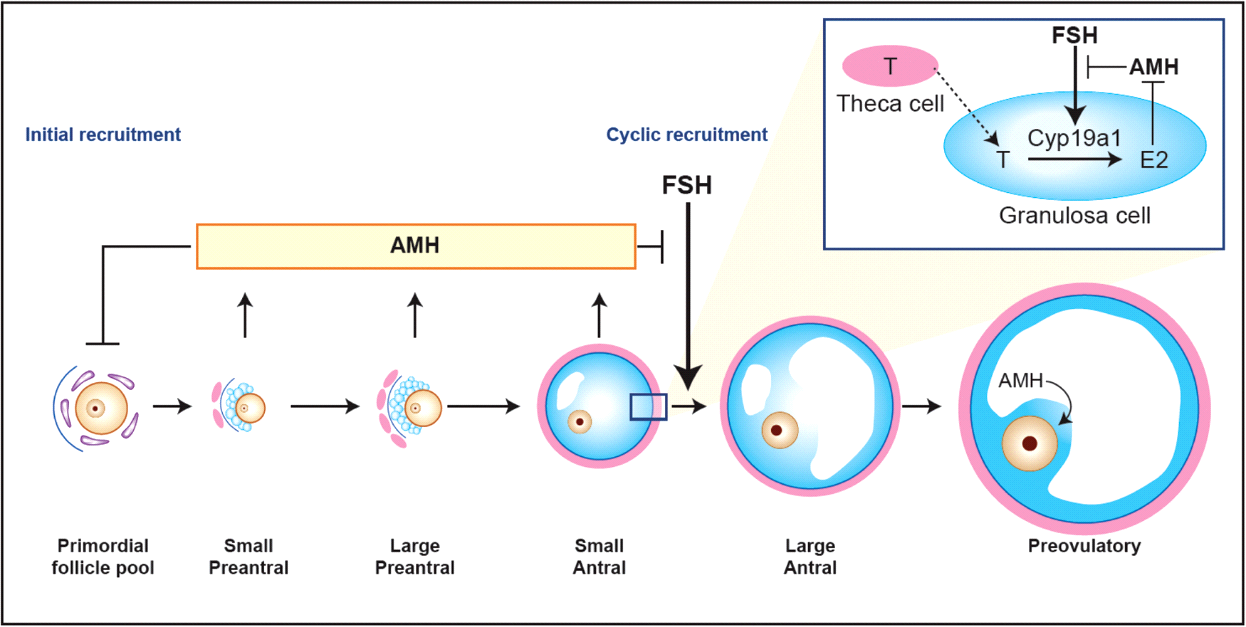 FSH
T
AMH
Theca cell
Cyp19a1
T
E2
Granulosa cell
Initial recruitment
Cyclic recruitment
FSH
AMH
AMH
Primordial
follicle pool
Small
Preantral
Large
Preantral
Small
Antral
Large
Antral
Preovulatory